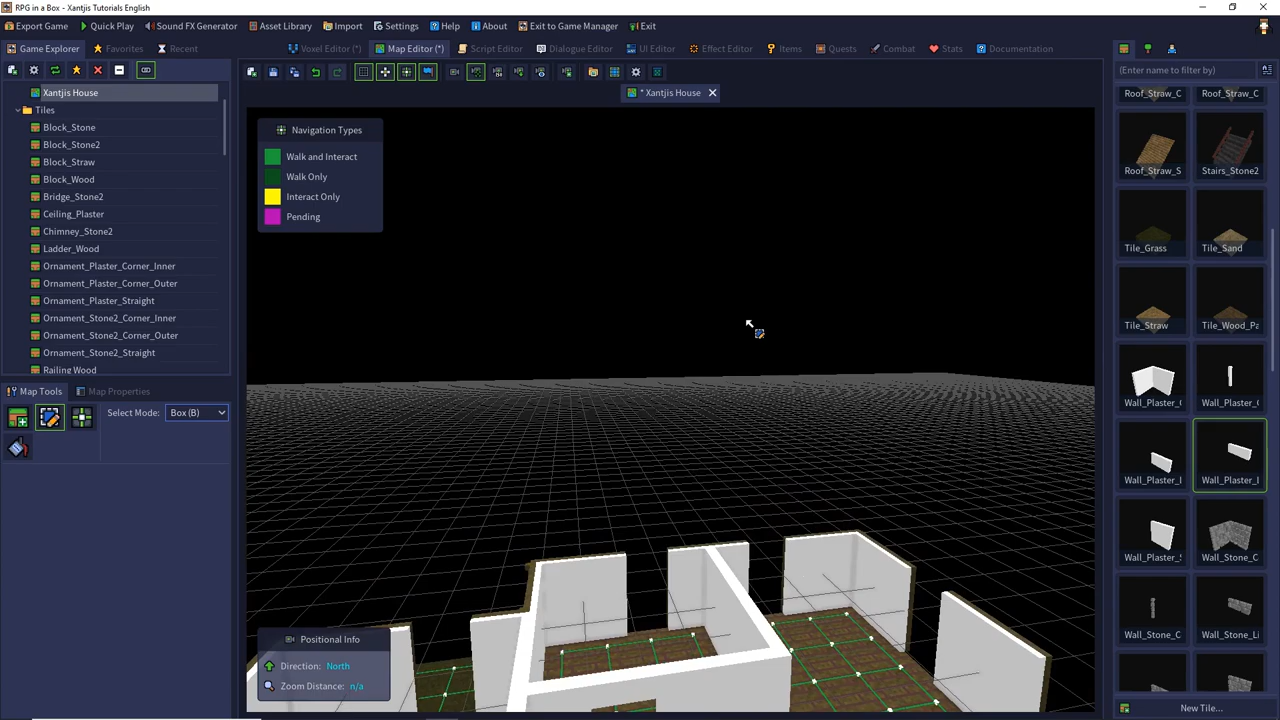 RPG in a Box - Xantjis Tutorials English
Export Game Quick Play Sound FX Generator Asset Library Import Settings Help About Exit to Game Manager Exit
Game Explorer Favorites Recent Voxel Editor (*) Map Editor (*) Script Editor Dialogue Editor UI Editor Effect Editor Items Quests Combat Stats Documentation
(Enter name to filter by)
Xantjis House
* Xantjis House
Tiles
Block_Stone
Block_Stone2
Block_Straw
Block_Wood
Bridge_Stone2
Ceiling_Plaster
Chimney_Stone2
Ladder_Wood
Ornament_Plaster_Corner_Inner
Ornament_Plaster_Corner_Outer
Ornament_Plaster_Straight
Ornament_Stone2_Corner_Inner
Ornament_Stone2_Corner_Outer
Ornament_Stone2_Straight
Railing Wood
Map Tools Map Properties
Select Mode: Box (B)
Navigation Types
Walk and Interact
Walk Only
Interact Only
Pending
Positional Info
Direction: North
Zoom Distance: n/a
Roof_Straw_C Roof_Straw_C
Roof_Straw_S Stairs_Stone2
Tile_Grass Tile_Sand
Tile_Straw Tile_Wood_Pa
Wall_Plaster_( Wall_Plaster_(
Wall_Plaster_I Wall_Plaster_I
Wall_Plaster_S Wall_Stone_C
Wall_Stone_C Wall_Stone_Li
New Tile...